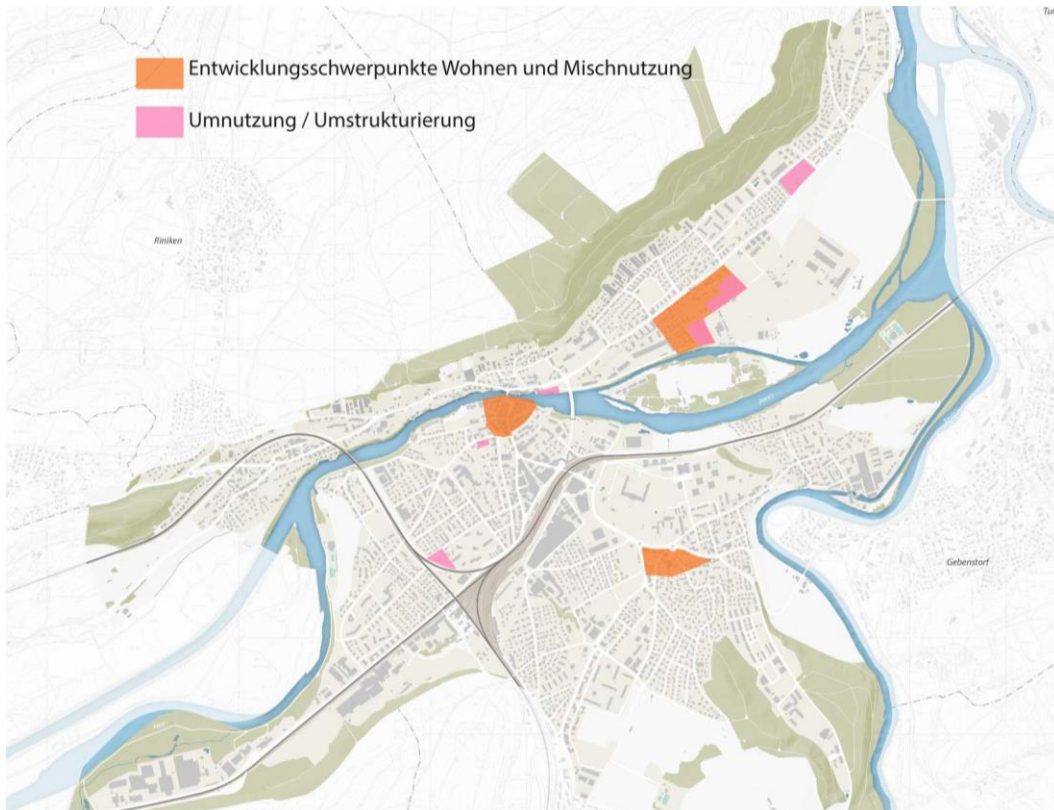 Entwicklungsschwerpunkte Wohnen und Mischnutzung
Umnutzung / Umstrukturierung
Riniken
Gebenstorf